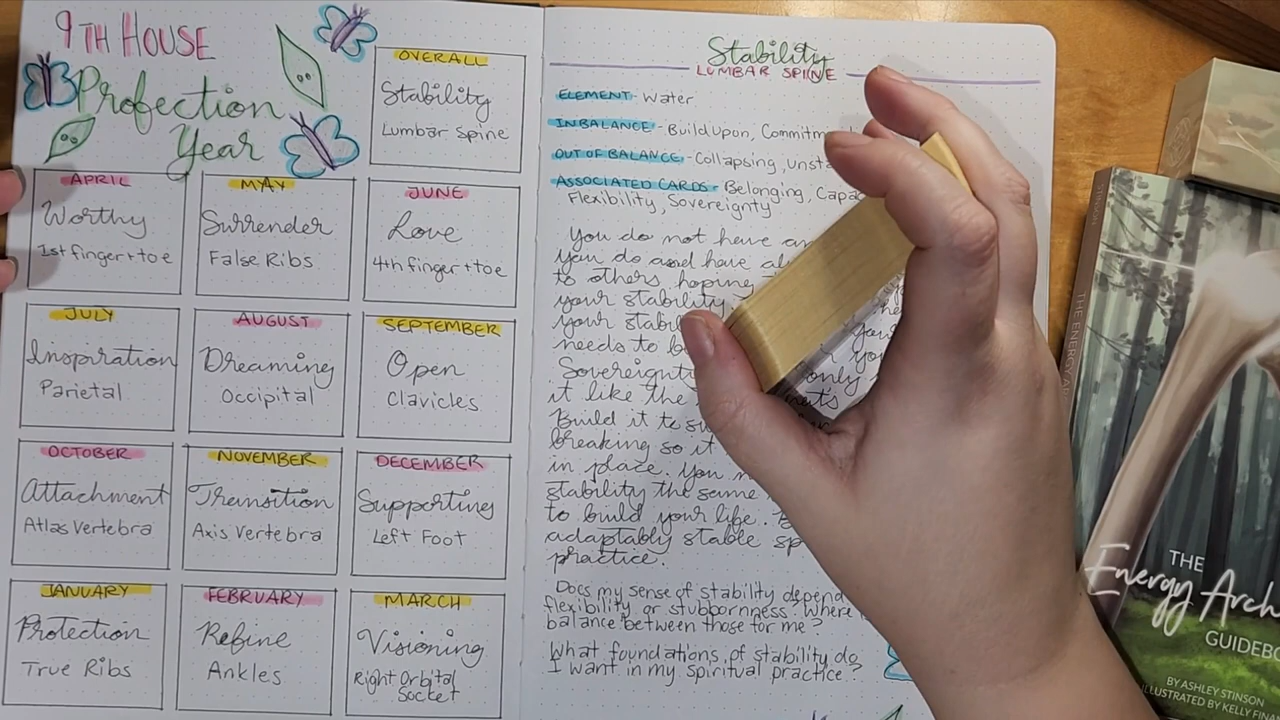 9TH HOUSE
Profection
Year
OVERALL
Stability
Lumbar Spine
APRIL
Worthy
1st finger + toe
MAY
Surrender
False Ribs
JUNE
Love
4th finger + toe
JULY
Inspiration
Parietal
AUGUST
Dreaming
Occipital
SEPTEMBER
Open
Clavicles
OCTOBER
Attachment
Atlas Vertebra
NOVEMBER
Transition
Axis Vertebra
DECEMBER
Supporting
Left Foot
JANUARY
Protection
True Ribs
FEBRUARY
Refine
Ankles
MARCH
Visioning
Right Orbital
Socket
Stability
LUMBAR SPINE
ELEMENT - Water
IN BALANCE - Build Upon,
OUT OF BALANCE - Collapsing,
ASSOCIATED CARDS - Belonging,
Flexibility, Sovereignty
You do not have
you do and have
to others hoping
your stability
your
needs to
Sovereignty only
it like the
Build it to
breaking so it
in place. You
stability the same
to build your life.
adaptably stable
practice.
Does my sense of stability depend
flexibility or stubbornness? Where
balance between those for me?
What foundations of stability do
I want in my spiritual practice?
THE
Energy Arch
GUIDEBO
BY ASHLEY STINSON
ILLUSTRATED BY KELLY